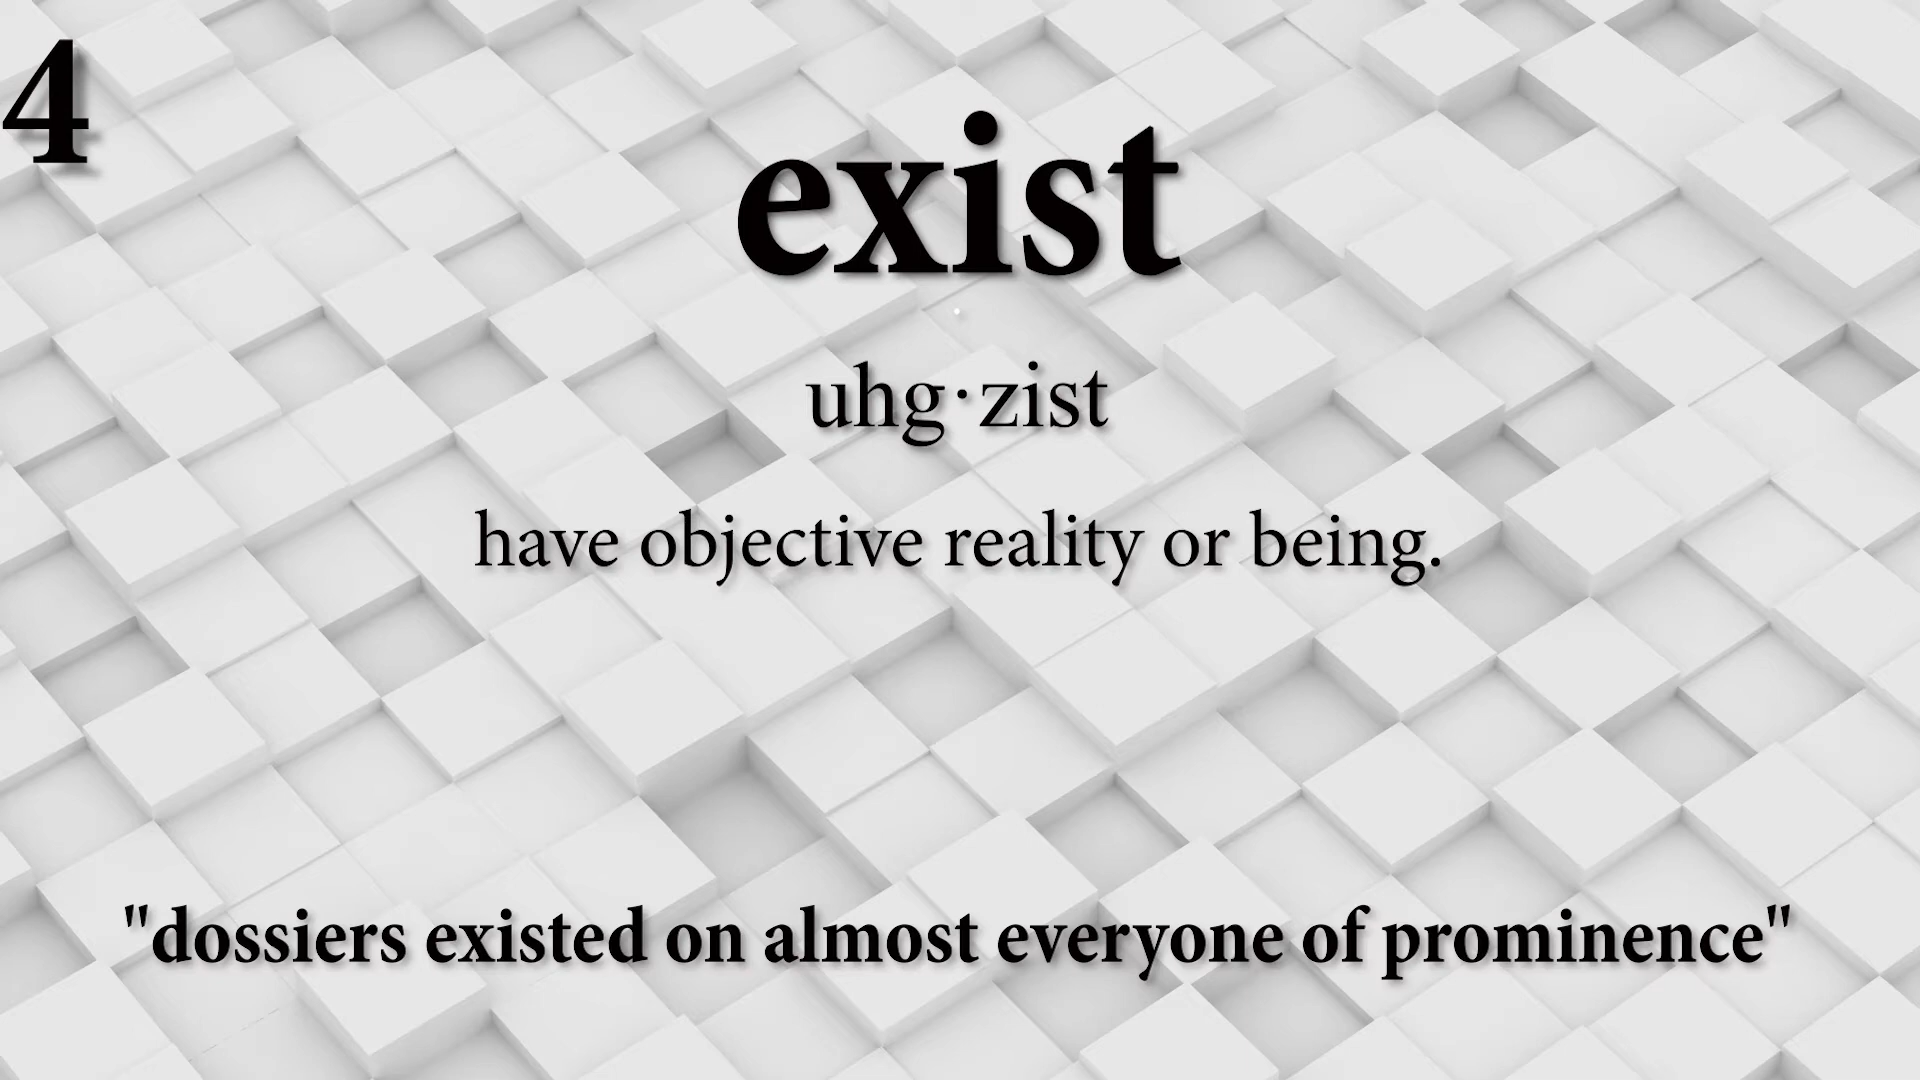 4
exist
uhg·zist
have objective reality or being.
"dossiers existed on almost everyone of prominence"